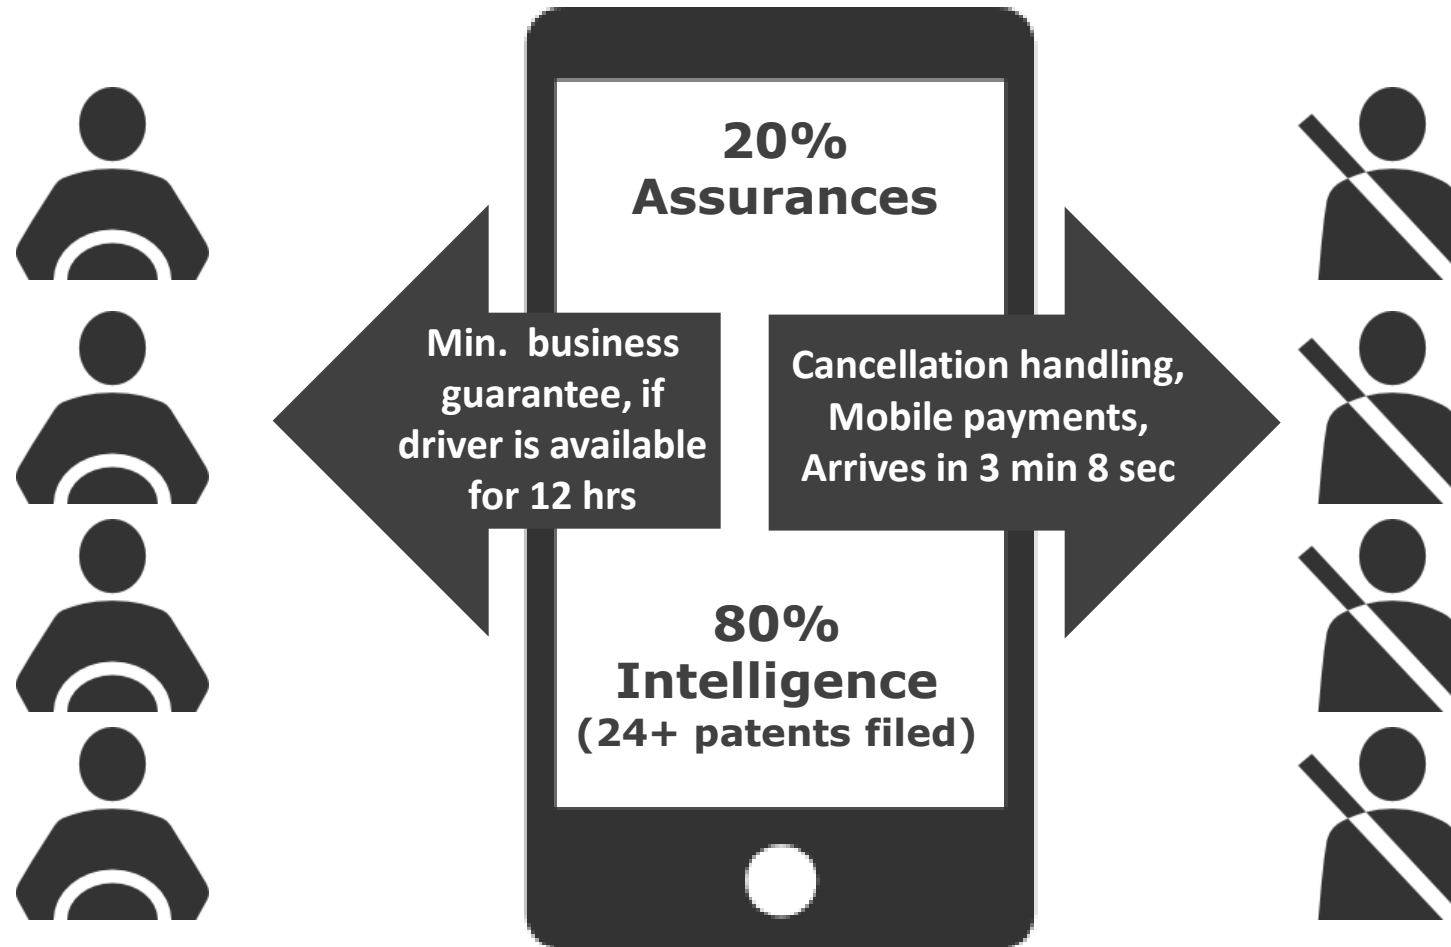 20%
Assurances
Min. business
guarantee, if
driver is available
for 12 hrs
Cancellation handling,
Mobile payments,
Arrives in 3 min 8 sec
80%
Intelligence
(24+ patents filed)